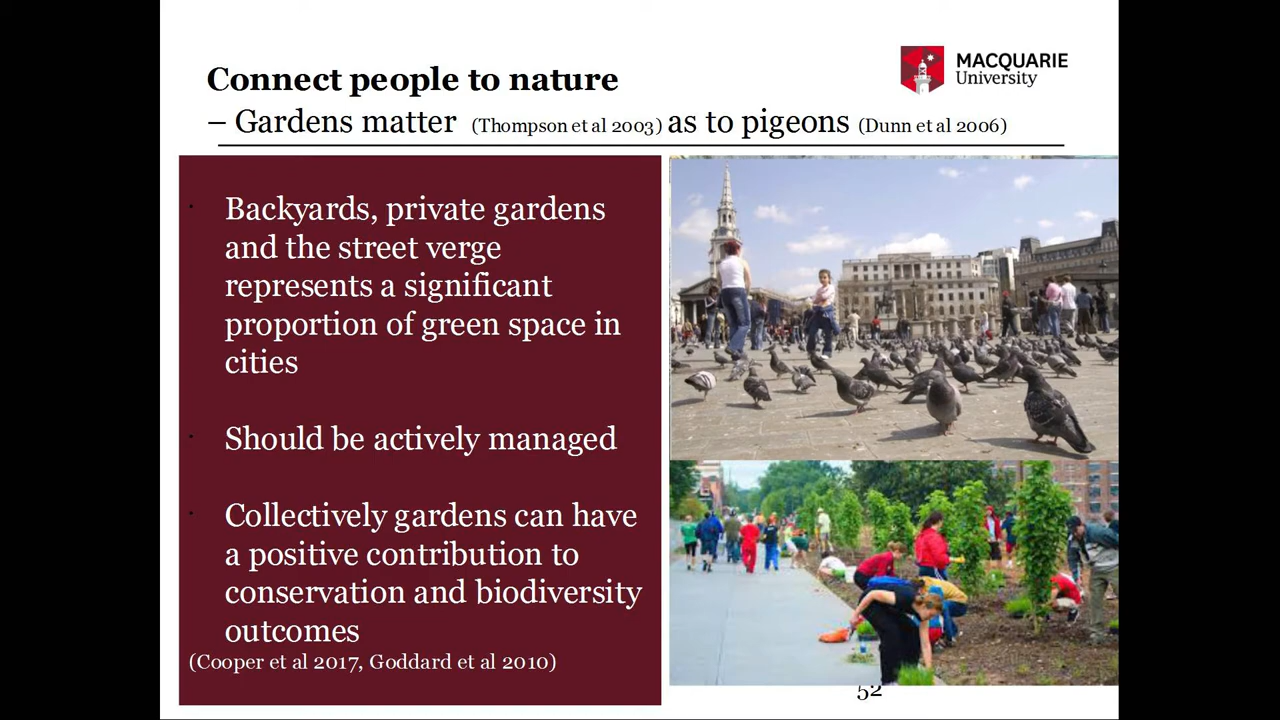 Connect people to nature
– Gardens matter (Thompson et al 2003) as to pigeons (Dunn et al 2006)
MACQUARIE
University
· Backyards, private gardens
and the street verge
represents a significant
proportion of green space in
cities
· Should be actively managed
· Collectively gardens can have
a positive contribution to
conservation and biodiversity
outcomes
(Cooper et al 2017, Goddard et al 2010)
52